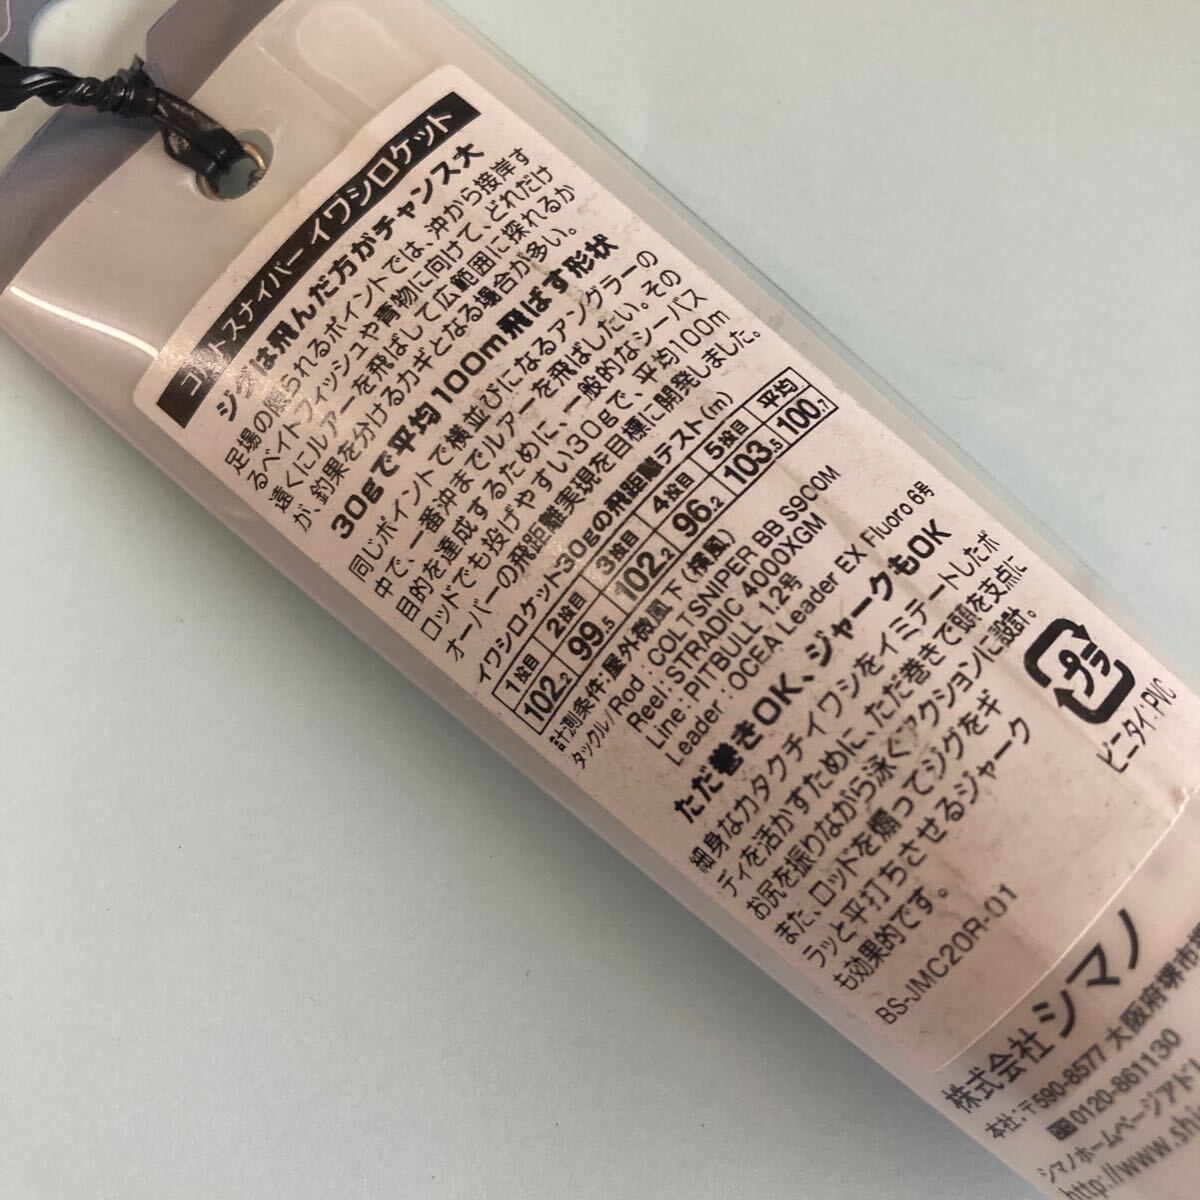 コルトスナイパー イワシロケット
ジグは飛んだ方がチャンス大
足場の限られるポイントでは、沖から接岸す
るベイトフィッシュや青物に向けて、どれだけ
遠くにルアーを飛ばして広範囲に探れるか
が、釣果を分けるカギとなる場合が多い。
30gで平均100m飛ばす形状
同じポイントで横並びになるアングラーの
中で、一番沖までルアーを飛ばしたい。その
目的を達成するために、一般的なシーバス
ロッドでも投げやすい30gで、平均100m
オーバーの飛距離実現を目標に開発しました。
イワシロケット30gの飛距離テスト(m)
1投目 2投目 3投目 4投目 5投目 平均
102.2 99.5 102.2 96.2 103.5 100.7
計測条件:屋外微風下(横風)
タックル/Rod:COLTSNIPER BB S9COM
Reel:STRADIC 4000XGM
Line:PITBULL 1.2号
Leader:OCEA Leader EX Fluoro 6号
ただ巻きOK、ジャークもOK
細身なカタクチイワシをイミテートしたボ
ディを活かすために、ただ巻きで頭を支点に
お尻を振りながら泳ぐアクションに設計。
また、ロッドを煽ってジグをギ
ラッと平打ちさせるジャーク
も効果的です。
BS-JMC20R-01
プラ
ビニタイ:PVC
株式会社シマノ
本社:〒590-8577 大阪府堺市堺
0120-861130
シマノホームページアドレ
http://www.shi